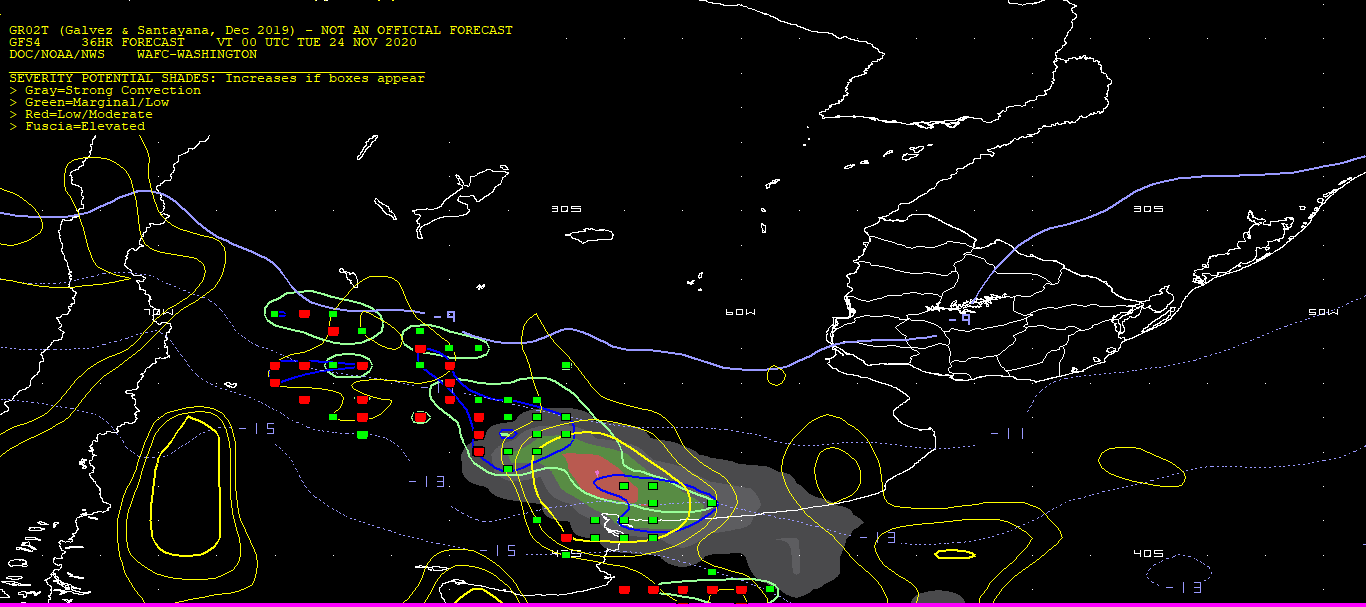 GR02T (Galvez & Santayana, Dec 2019) - NOT AN OFFICIAL FORECAST
GFS4    36HR FORECAST    VT 00 UTC TUE 24 NOV 2020
DOC/NOAA/NWS    WAFC-WASHINGTON
SEVERITY POTENTIAL SHADES: Increases if boxes appear
> Gray=Strong Convection
> Green=Marginal/Low
> Red=Low/Moderate
> Fuscia=Elevated
30S
30S
70W
-9
60W
-9
50W
-15
-11
-13
-13
-15
40S
40S
-13